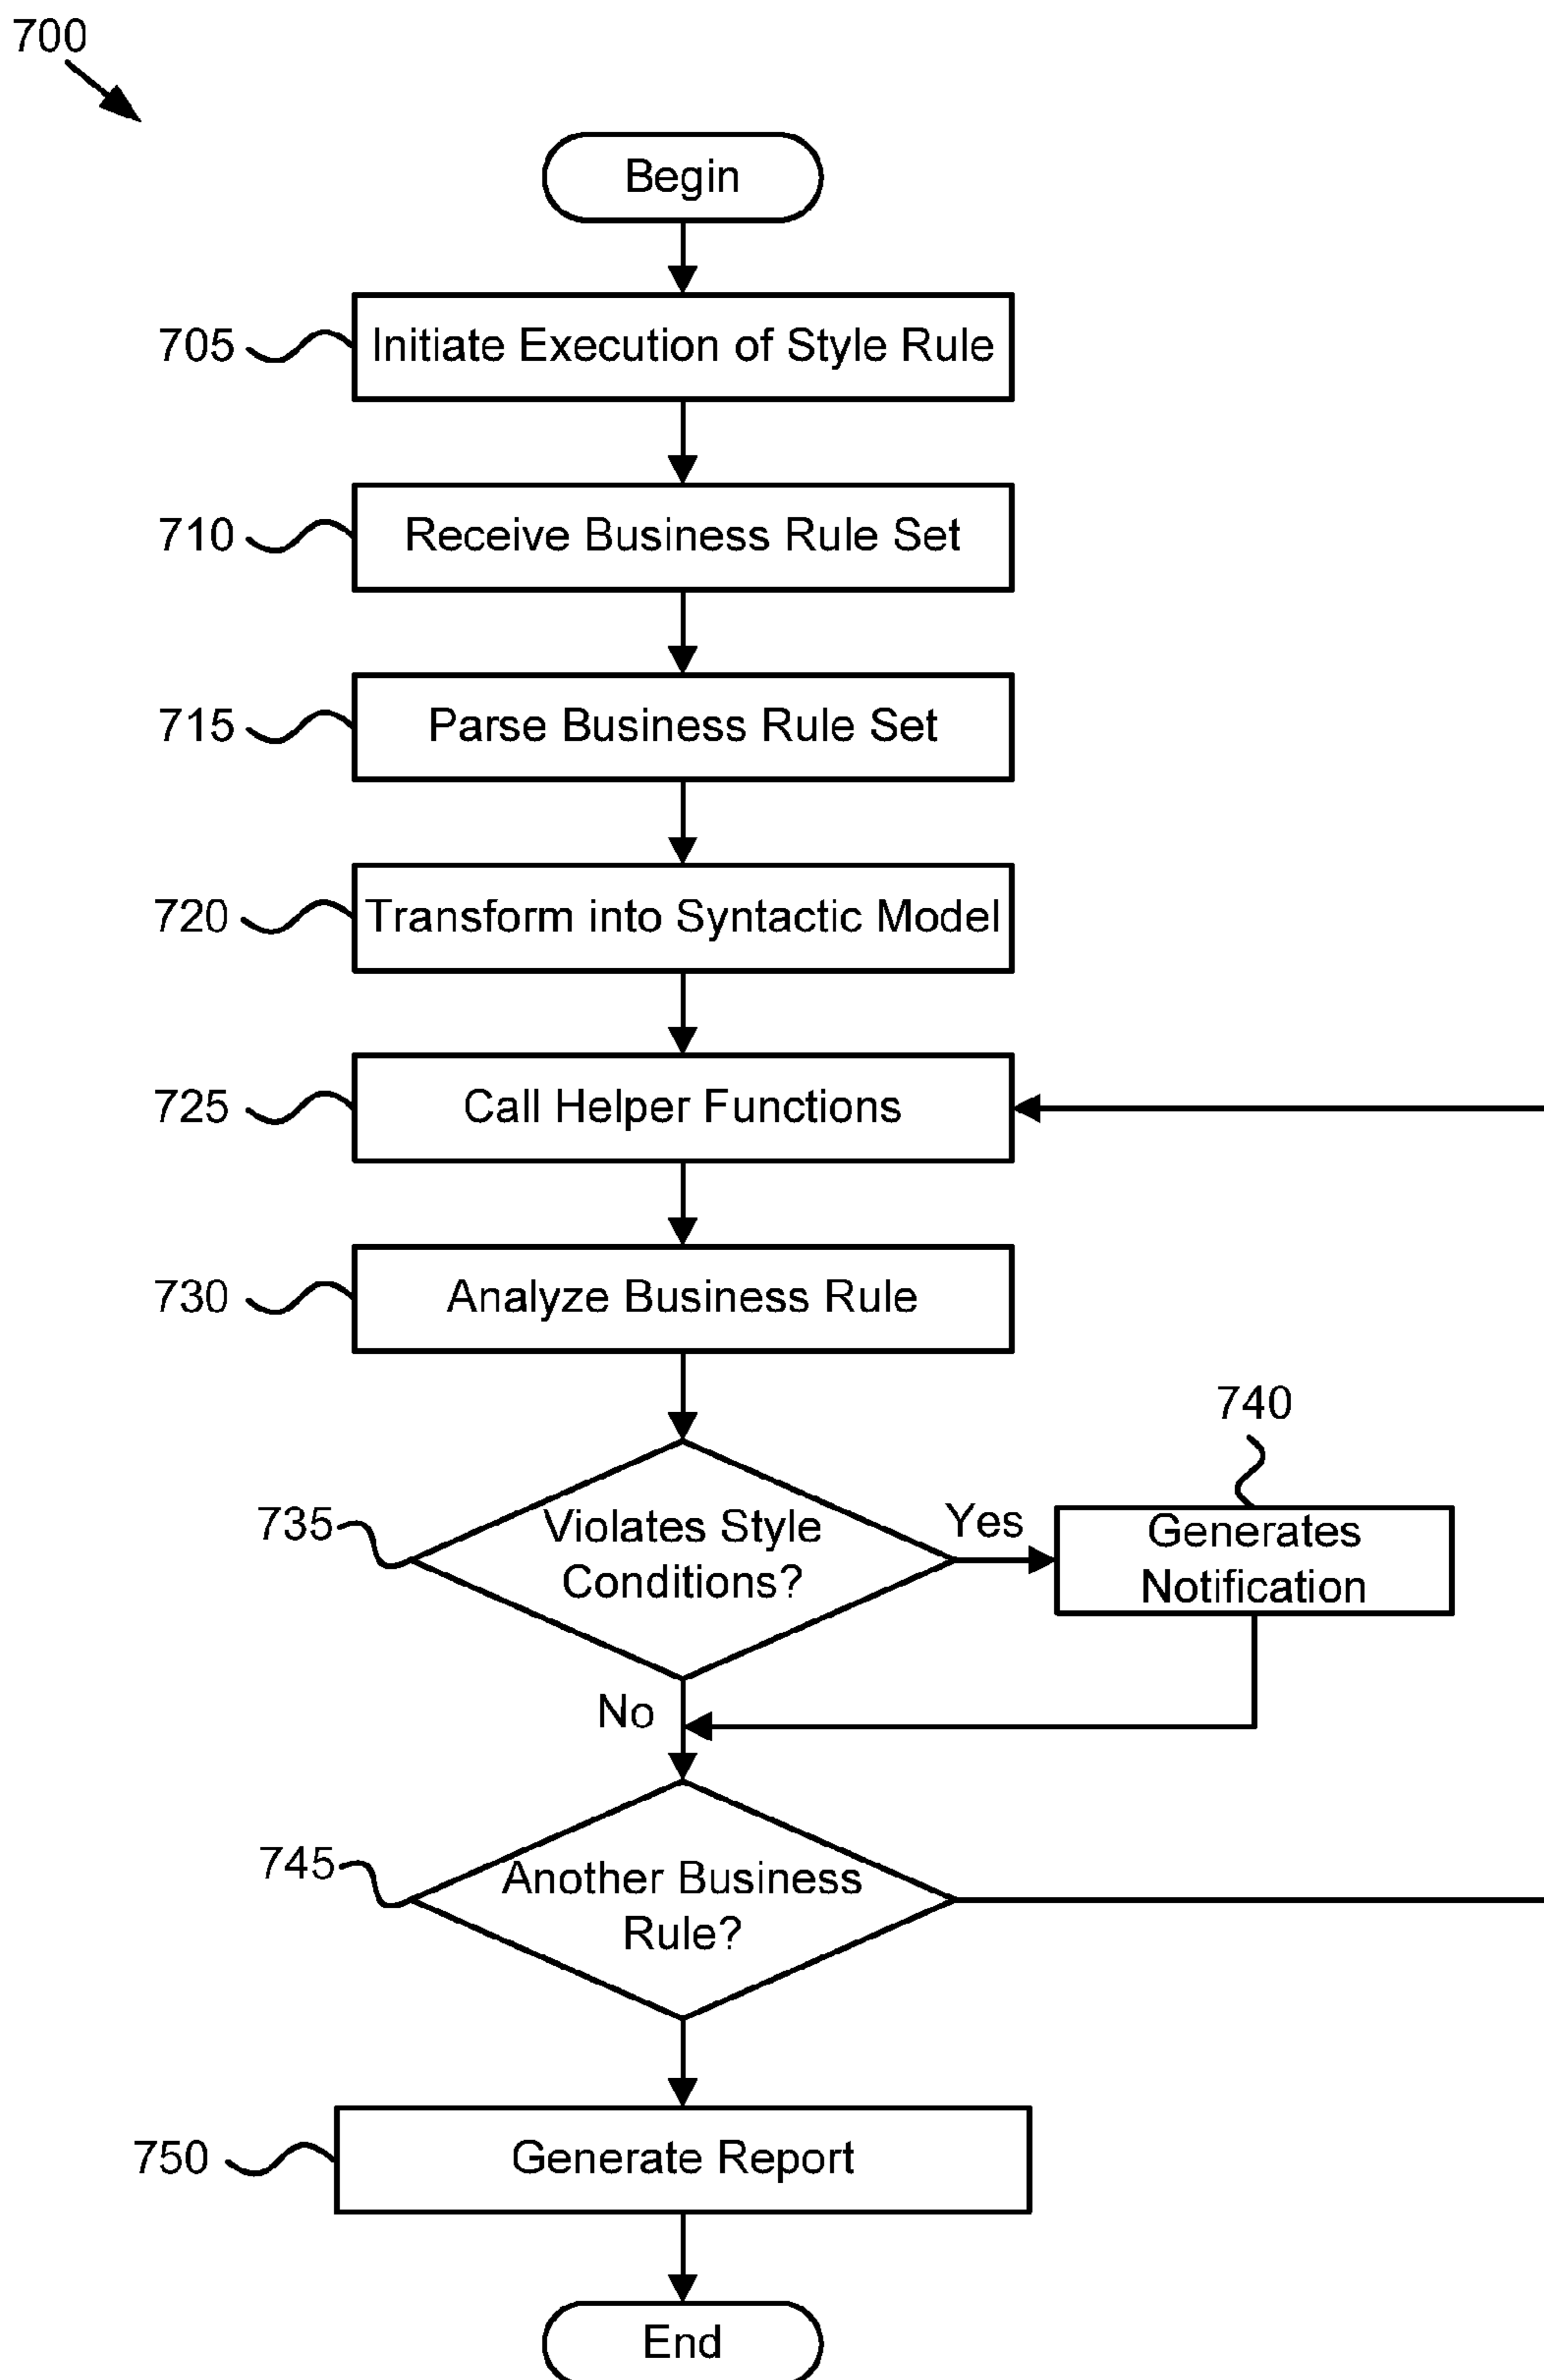 700
Begin
705
Initiate Execution of Style Rule
710
Receive Business Rule Set
715
Parse Business Rule Set
720
Transform into Syntactic Model
725
Call Helper Functions
730
Analyze Business Rule
740
735
Violates Style
Conditions?
Yes
Generates
Notification
No
745
Another Business
Rule?
750
Generate Report
End